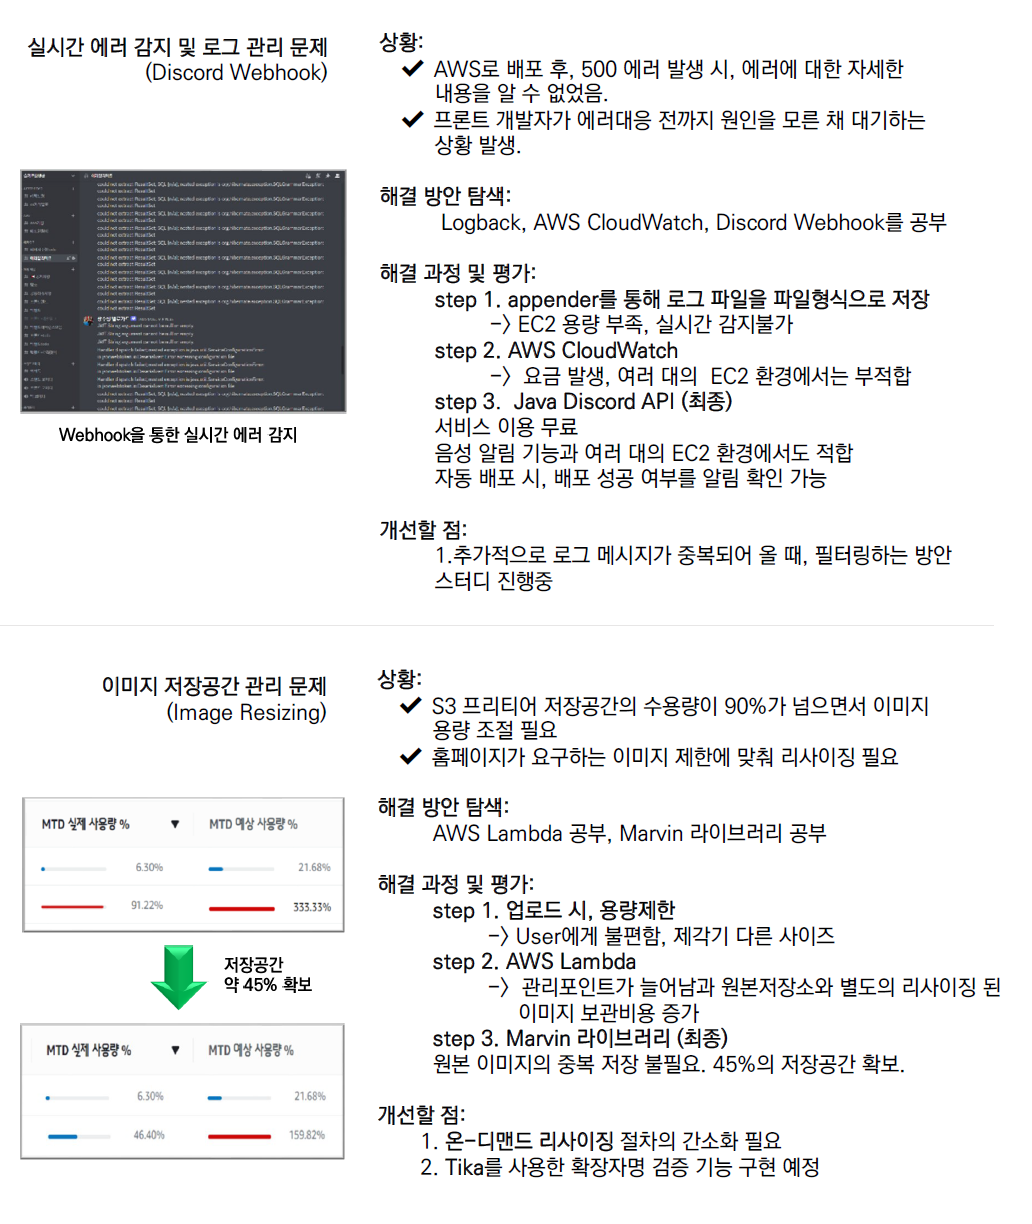 실시간 에러 감지 및 로그 관리 문제
(Discord Webhook)
Webhook을 통한 실시간 에러 감지
상황:
AWS로 배포 후, 500 에러 발생 시, 에러에 대한 자세한
내용을 알 수 없었음.
프론트 개발자가 에러대응 전까지 원인을 모른 채 대기하는
상황 발생.
해결 방안 탐색:
Logback, AWS CloudWatch, Discord Webhook를 공부
해결 과정 및 평가:
step 1. appender를 통해 로그 파일을 파일형식으로 저장
-> EC2 용량 부족, 실시간 감지불가
step 2. AWS CloudWatch
-> 요금 발생, 여러 대의 EC2 환경에서는 부적합
step 3. Java Discord API (최종)
서비스 이용 무료
음성 알림 기능과 여러 대의 EC2 환경에서도 적합
자동 배포 시, 배포 성공 여부를 알림 확인 가능
개선할 점:
1.추가적으로 로그 메시지가 중복되어 올 때, 필터링하는 방안
스터디 진행중
이미지 저장공간 관리 문제
(Image Resizing)
MTD 실제 사용량 % ▼ MTD 예상 사용량 %
6.30% 21.68%
91.22% 333.33%
저장공간
약 45% 확보
MTD 실제 사용량 % ▼ MTD 예상 사용량 %
6.30% 21.68%
46.40% 159.82%
상황:
S3 프리티어 저장공간의 수용량이 90%가 넘으면서 이미지
용량 조절 필요
홈페이지가 요구하는 이미지 제한에 맞춰 리사이징 필요
해결 방안 탐색:
AWS Lambda 공부, Marvin 라이브러리 공부
해결 과정 및 평가:
step 1. 업로드 시, 용량제한
-> User에게 불편함, 제각기 다른 사이즈
step 2. AWS Lambda
-> 관리포인트가 늘어남과 원본저장소와 별도의 리사이징 된
이미지 보관비용 증가
step 3. Marvin 라이브러리 (최종)
원본 이미지의 중복 저장 불필요. 45%의 저장공간 확보.
개선할 점:
1. 온-디맨드 리사이징 절차의 간소화 필요
2. Tika를 사용한 확장자명 검증 기능 구현 예정